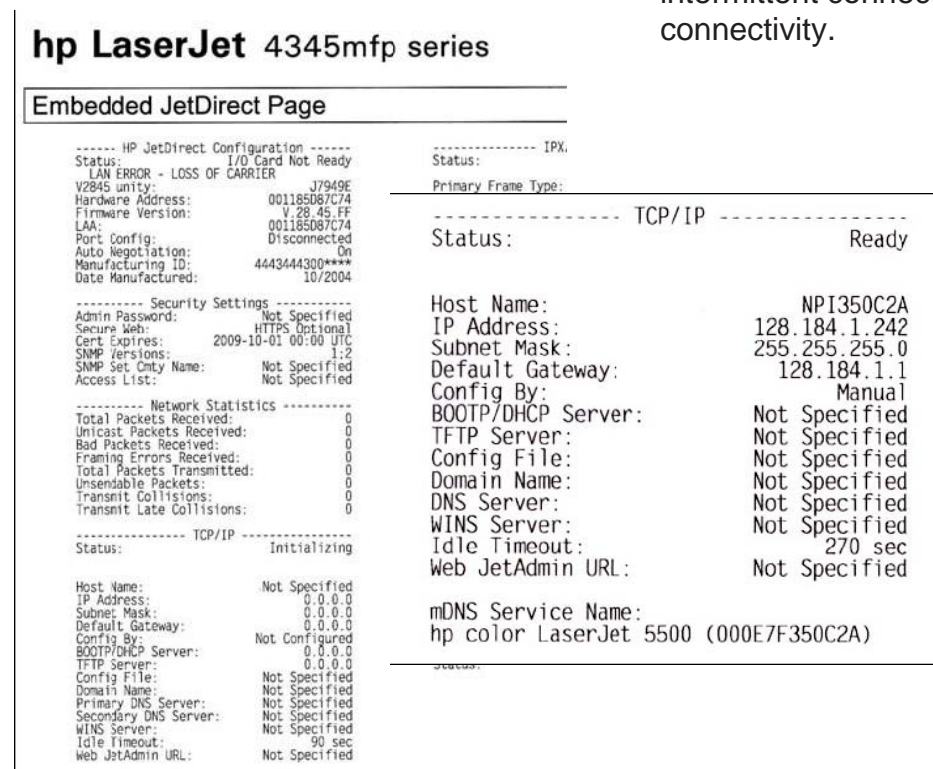 intermittent connec
connectivity.
hp LaserJet 4345mfp series
Embedded JetDirect Page
------ HP JetDirect Configuration ------
Status: I/O Card Not Ready
LAN ERROR - LOSS OF CARRIER
V2845 unity: J7949E
Hardware Address: 001185D87C74
Firmware Version: V.28.45.FF
LAA: 001185D87C74
Port Config: Disconnected
Auto Negotiation: On
Manufacturing ID: 4443444300****
Date Manufactured: 10/2004
---------- Security Settings ----------
Admin Password: Not Specified
Secure Web: HTTPS Optional
Cert Expires: 2009-10-01 00:00 UTC
SNMP Versions: 1;2
SNMP Set Cmty Name: Not Specified
Access List: Not Specified
---------- Network Statistics ----------
Total Packets Received: 0
Unicast Packets Received: 0
Bad Packets Received: 0
Framing Errors Received: 0
Total Packets Transmitted: 0
Unsendable Packets: 0
Transmit Collisions: 0
Transmit Late Collisions: 0
--------------- TCP/IP ---------------
Status: Initializing
Host Name: Not Specified
IP Address: 0.0.0.0
Subnet Mask: 0.0.0.0
Default Gateway: 0.0.0.0
Config By: Not Configured
BOOTP/DHCP Server: 0.0.0.0
TFTP Server: 0.0.0.0
Config File: Not Specified
Domain Name: Not Specified
Primary DNS Server: Not Specified
Secondary DNS Server: Not Specified
WINS Server: Not Specified
Idle Timeout: 90 sec
Web JetAdmin URL: Not Specified
-------------- IPX
Status:
Primary Frame Type:
---------------- TCP/IP ----------------
Status: Ready
Host Name: NPI350C2A
IP Address: 128.184.1.242
Subnet Mask: 255.255.255.0
Default Gateway: 128.184.1.1
Config By: Manual
BOOTP/DHCP Server: Not Specified
TFTP Server: Not Specified
Config File: Not Specified
Domain Name: Not Specified
DNS Server: Not Specified
WINS Server: Not Specified
Idle Timeout: 270 sec
Web JetAdmin URL: Not Specified
mDNS Service Name:
hp color LaserJet 5500 (000E7F350C2A)